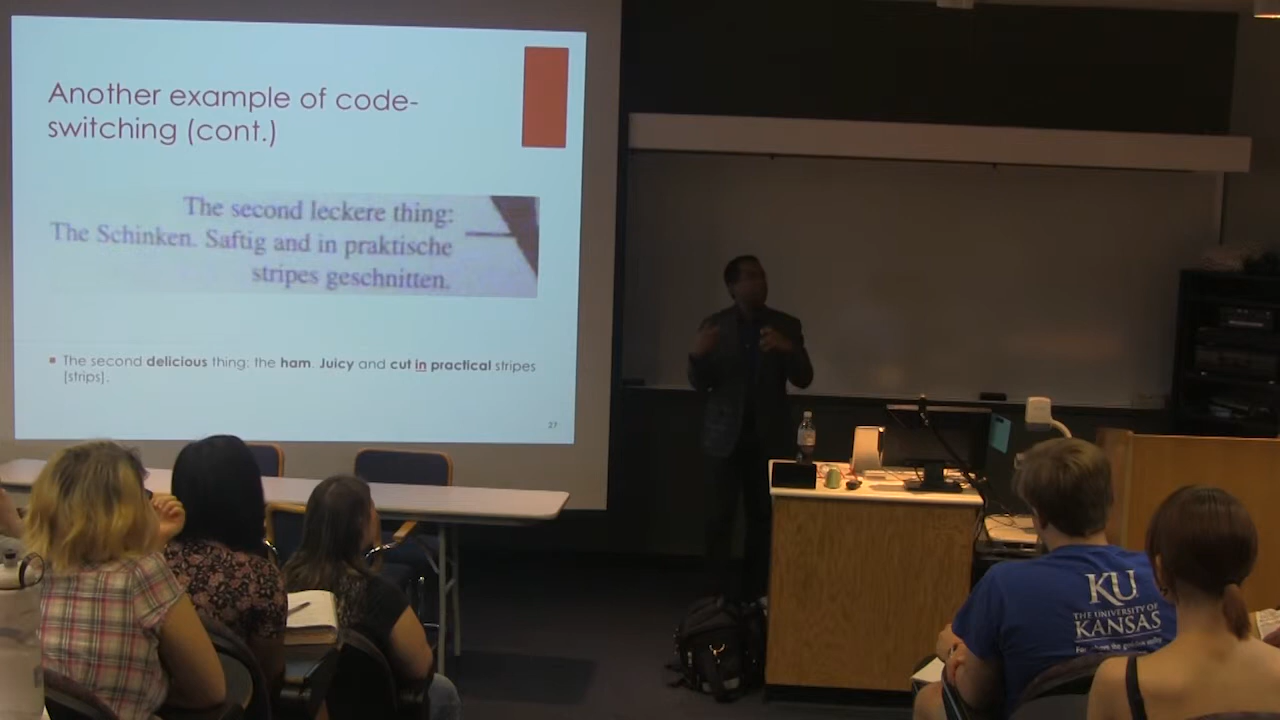 Another example of code-
switching (cont.)
The second leckere thing:
The Schinken. Saftig and in praktische
stripes geschnitten.
The second delicious thing: the ham. Juicy and cut in practical stripes
[strips].
27
KU
THE UNIVERSITY OF
KANSAS